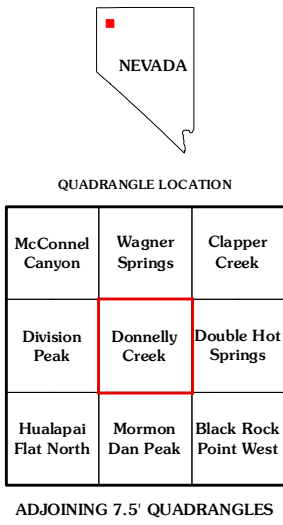 NEVADA
QUADRANGLE LOCATION
McConnel
Canyon
Wagner
Springs
Clapper
Creek
Division
Peak
Donnelly
Creek
Double Hot
Springs
Hualapai
Flat North
Mormon
Dan Peak
Black Rock
Point West
ADJOINING 7.5' QUADRANGLES